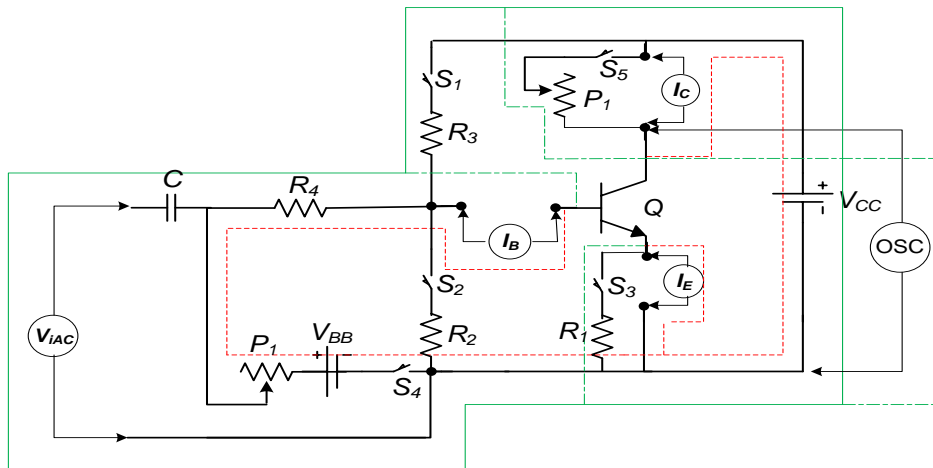 S5
S1
P1
IC
R3
C
R4
Q
+
VCC
IB
OSC
S2
S3
IE
ViAC
VBB
R2
R1
P1
+
S4